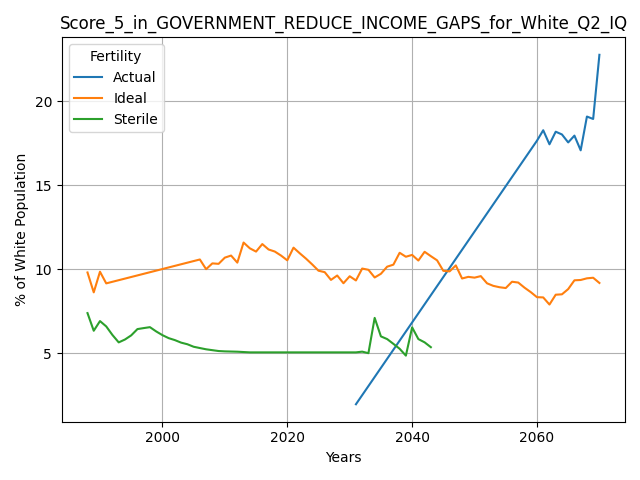 Score_5_in_GOVERNMENT_REDUCE_INCOME_GAPS_for_White_Q2_IQ
Fertility
Actual
Ideal
Sterile
% of White Population
20
15
10
5
2000
2020
2040
2060
Years